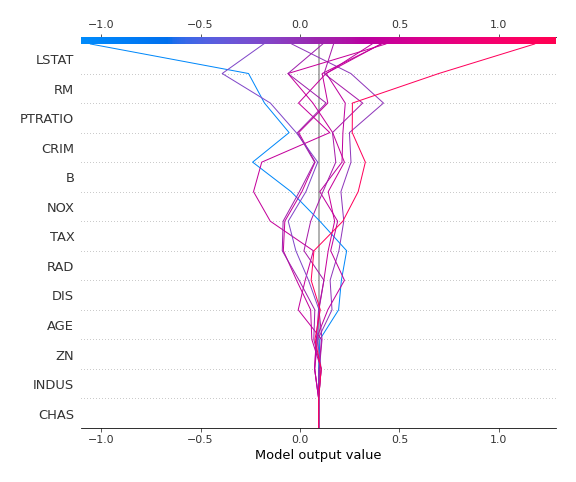 −1.0 −0.5 0.0 0.5 1.0
LSTAT
RM
PTRATIO
CRIM
B
NOX
TAX
RAD
DIS
AGE
ZN
INDUS
CHAS
−1.0 −0.5 0.0 0.5 1.0
Model output value